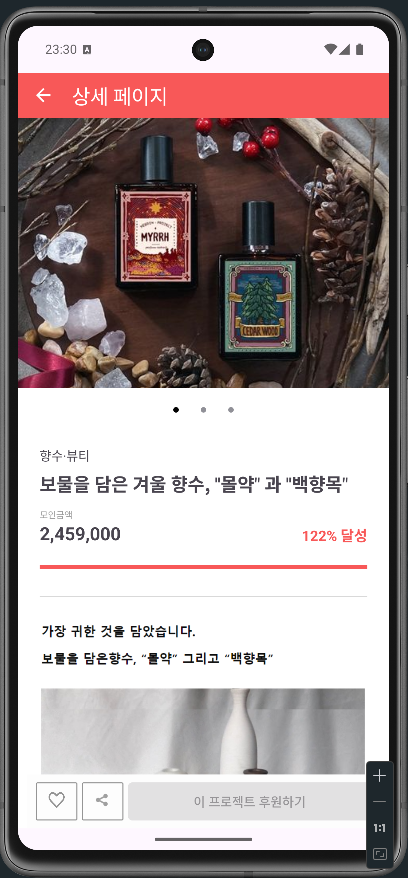 23:30 A
상세 페이지
MYRRH
CEDAR WOOD
향수·뷰티
보물을 담은 겨울 향수, "몰약" 과 "백향목"
모인금액
2,459,000
122% 달성
가장 귀한 것을 담았습니다.
보물을 담은향수, “몰약” 그리고 “백향목”
이 프로젝트 후원하기
1:1